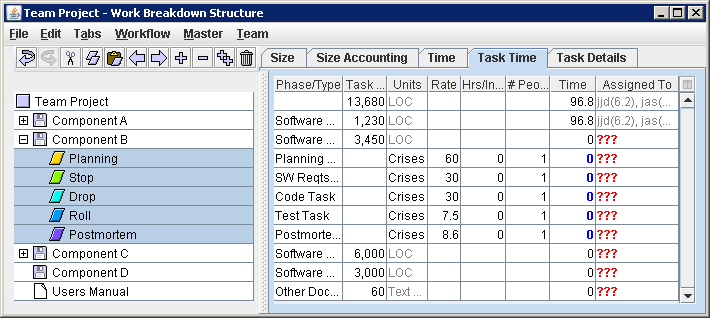 Team Project - Work Breakdown Structure
File Edit Tabs Workflow Master Team
Size Size Accounting Time Task Time Task Details
Phase/Type Task ... Units Rate Hrs/In... # Peo... Time Assigned To
Team Project 13,680 LOC 96.8 jjd(6.2), jas(...
Component A Software ... 1,230 LOC 96.8 jjd(6.2), jas(...
Component B Software ... 3,450 LOC 0 ???
Planning Planning ... Crises 60 0 1 0 ???
Stop SW Reqts... Crises 30 0 1 0 ???
Drop Code Task Crises 30 0 1 0 ???
Roll Test Task Crises 7.5 0 1 0 ???
Postmortem Postmorte... Crises 8.6 0 1 0 ???
Component C Software ... 6,000 LOC 0 ???
Component D Software ... 3,000 LOC 0 ???
Users Manual Other Doc... 60 Text ... 0 ???